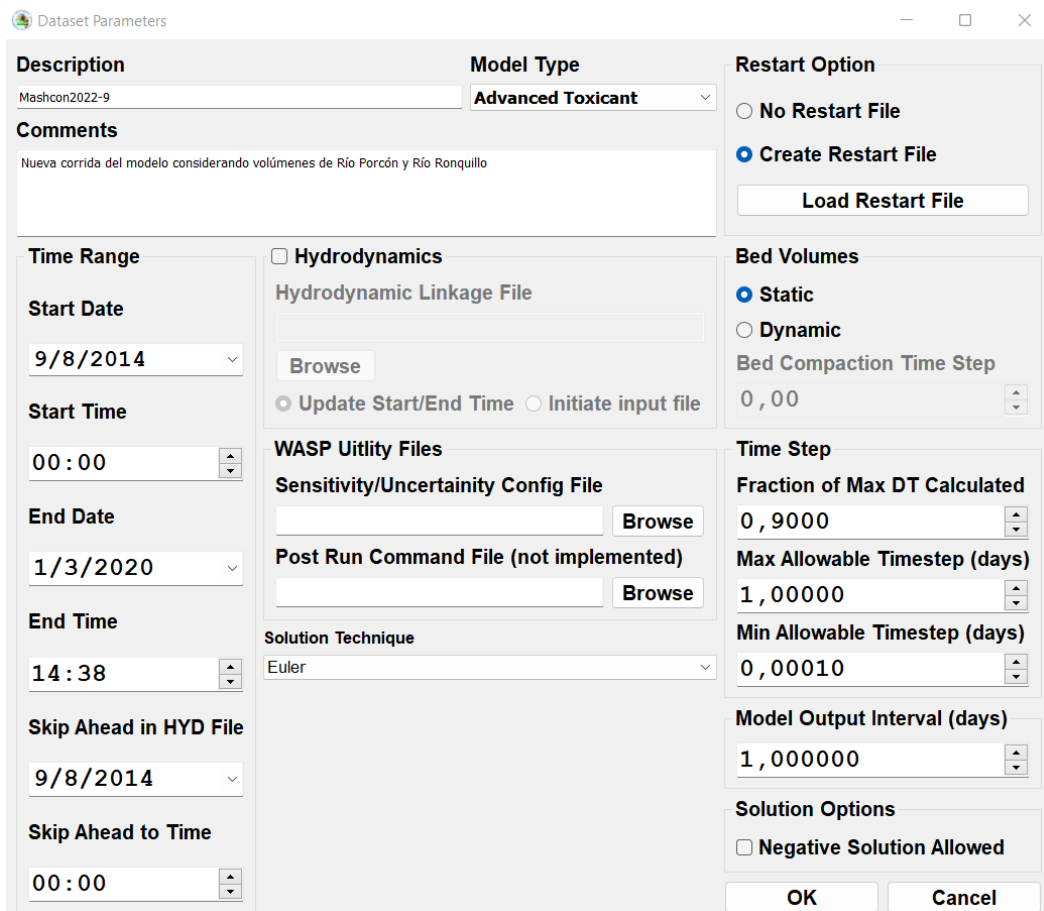 Dataset Parameters
Description
Mashcon2022-9
Model Type
Advanced Toxicant
Comments
Nueva corrida del modelo considerando volúmenes de Río Porcón y Río Ronquillo
Restart Option
No Restart File
Create Restart File
Load Restart File
Time Range
Start Date
9/8/2014
Start Time
00:00
End Date
1/3/2020
End Time
14:38
Skip Ahead in HYD File
9/8/2014
Skip Ahead to Time
00:00
Hydrodynamics
Hydrodynamic Linkage File
Browse
Update Start/End Time Initiate input file
WASP Uitlity Files
Sensitivity/Uncertainity Config File
Browse
Post Run Command File (not implemented)
Browse
Solution Technique
Euler
Bed Volumes
Static
Dynamic
Bed Compaction Time Step
0,00
Time Step
Fraction of Max DT Calculated
0,9000
Max Allowable Timestep (days)
1,00000
Min Allowable Timestep (days)
0,00010
Model Output Interval (days)
1,000000
Solution Options
Negative Solution Allowed
OK Cancel